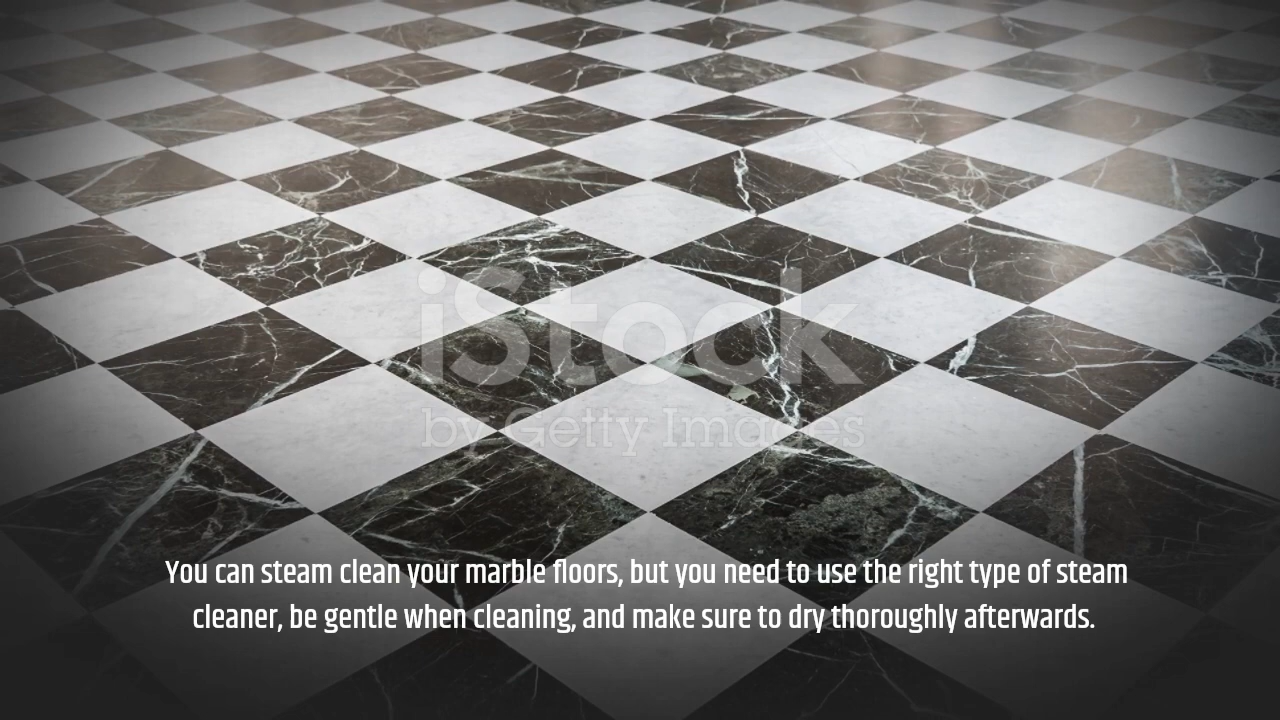 iStock
by Getty Images
You can steam clean your marble floors, but you need to use the right type of steam
cleaner, be gentle when cleaning, and make sure to dry thoroughly afterwards.